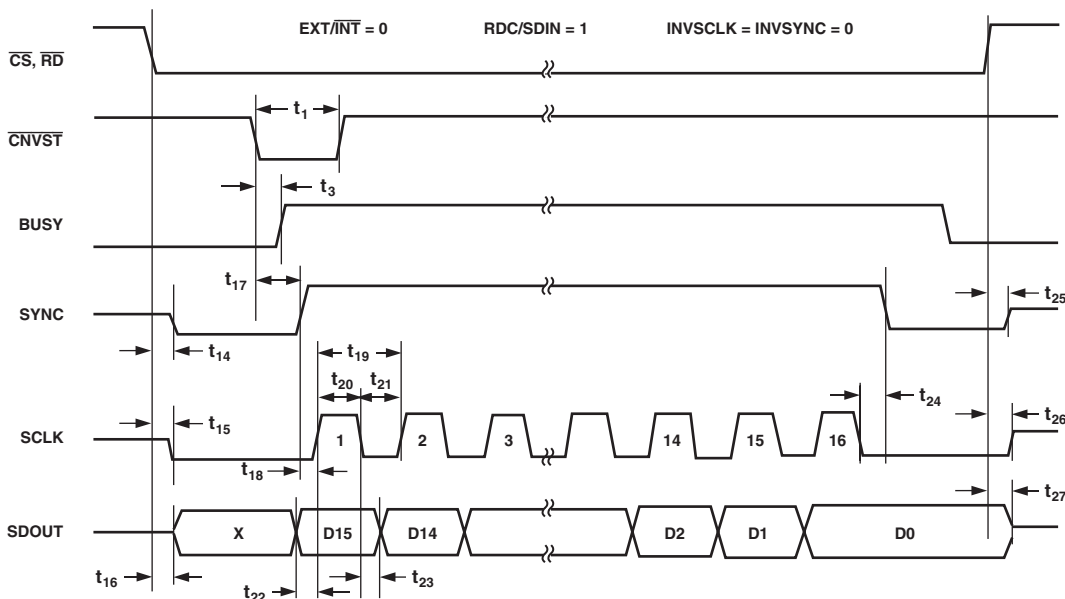 EXT/INT = 0 RDC/SDIN = 1 INVSCLK = INVSYNC = 0
CS, RD
t1
CNVST
t3
BUSY
t17
SYNC
t25
t14
t19
t20 t21
t24
t15
t26
SCLK
1 2 3 14 15 16
t18
t27
SDOUT
X D15 D14 D2 D1 D0
t16
t22
t23